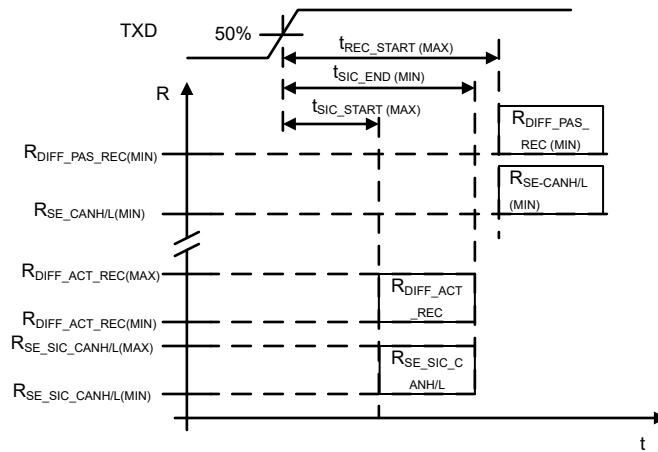 TXD
50%
tREC_START (MAX)
tSIC_END (MIN)
tSIC_START (MAX)
R
RDIFF_PAS_
REC (MIN)
RDIFF_PAS_REC(MIN)
RSE-CANH/L
(MIN)
RSE_CANH/L(MIN)
RDIFF_ACT_REC(MAX)
RDIFF_ACT
_REC
RDIFF_ACT_REC(MIN)
RSE_SIC_CANH/L(MAX)
RSE_SIC_C
ANH/L
RSE_SIC_CANH/L(MIN)
t